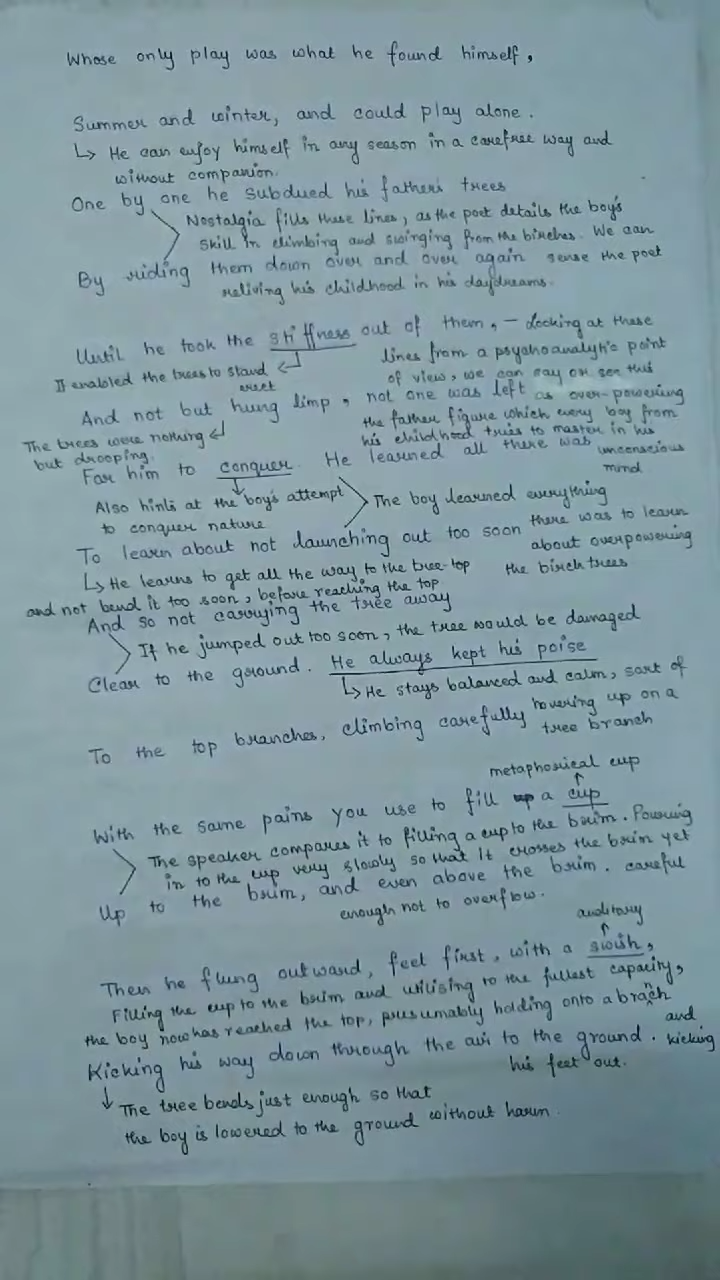 Whose only play was what he found himself,
Summer and winter, and could play alone.
↳ He can enjoy himself in any season in a carefree way and
without companion.
One by one he subdued his father's trees
Nostalgia fills these lines, as the poet details the boy's
skill in climbing and swinging from the birches. We can
By riding them down over and over again sense the poet
reliving his childhood in his daydreams.
Until he took the stiffness out of them, – Looking at these
lines from a psychoanalytic point
It enabled the trees to stand
erect
of view, we can say or see this
And not but hung limp, not one was left as over-powering
the father figure which every boy from
The trees were nothing
but drooping.
his childhood tries to master in his
unconscious
mind
For him to conquer. He learned all there was
Also hints at the boy's attempt
to conquer nature
The boy learned everything
there was to learn
about overpowering
the birch trees
To learn about not launching out too soon
↳ He learns to get all the way to the tree-top
and not bend it too soon, before reaching the top
And so not carrying the tree away
If he jumped out too soon, the tree would be damaged
Clear to the ground. He always kept his poise
↳ He stays balanced and calm, sort of
hovering up on a
tree branch
To the top branches, climbing carefully
metaphorical cup
With the same pains you use to fill a cup
The speaker compares it to filling a cup to the brim. Pouring
in to the cup very slowly so that it crosses the brim yet
Up to the brim, and even above the brim. careful
enough not to overflow.
auditory
Then he flung outward, feet first, with a swish,
Filling the cup to the brim and utilising to the fullest capacity,
the boy now has reached the top, presumably holding onto a branch
and
kicking
his feet out.
Kicking his way down through the air to the ground.
The tree bends just enough so that
the boy is lowered to the ground without harm.